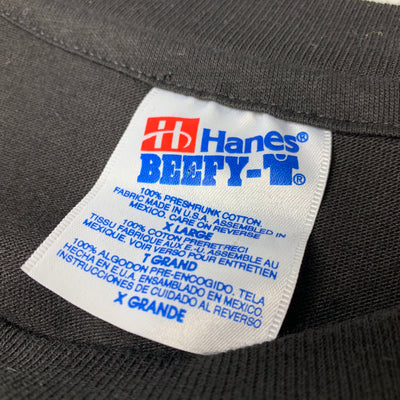 Hanes®
BEEFY-T®
100% PRESHRUNK COTTON.
FABRIC MADE IN U.S.A. ASSEMBLED IN
MEXICO. CARE ON REVERSE
X LARGE
100% COTTON PRERETRECI
TISSU FABRIQUE AUX E.-U. ASSEMBLE AU
MEXIQUE. VOIR VERSO POUR ENTRETIEN
T GRAND
100% ALGODON PRE-ENCOGIDO. TELA
HECHA EN E.U.A. ENSAMBLADO EN MEXICO.
INSTRUCCIONES DE CUIDADO AL REVERSO
X GRANDE